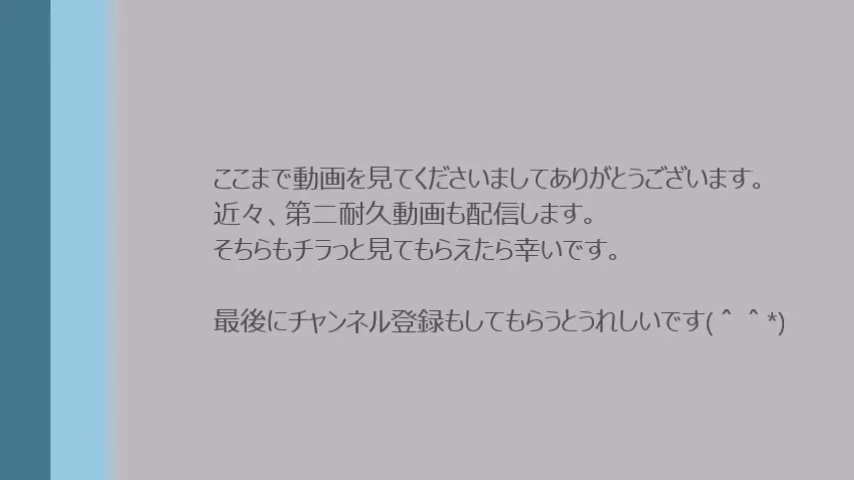 ここまで動画を見てくださいましてありがとうございます。
近々、第二耐久動画も配信します。
そちらもチラっと見てもらえたら幸いです。
最後にチャンネル登録もしてもらうとうれしいです(＾ ＾*)